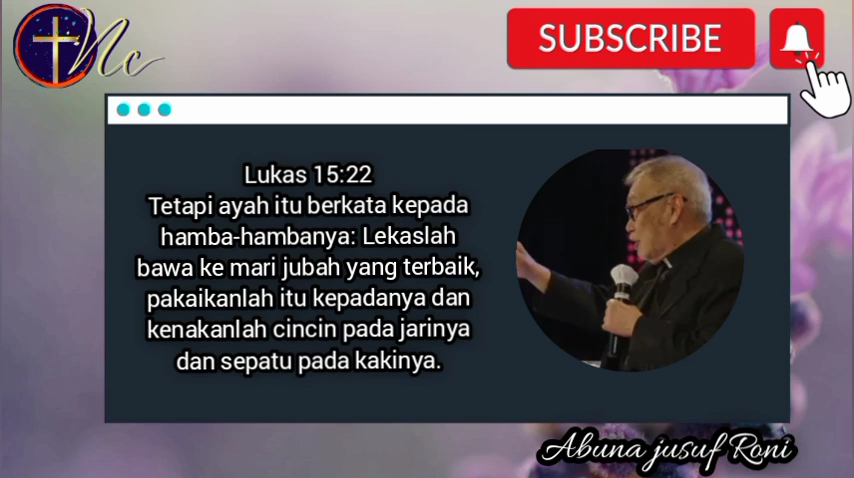 Nc
SUBSCRIBE
Lukas 15:22
Tetapi ayah itu berkata kepada
hamba-hambanya: Lekaslah
bawa ke mari jubah yang terbaik,
pakaikanlah itu kepadanya dan
kenakanlah cincin pada jarinya
dan sepatu pada kakinya.
Abuna jusuf Roni